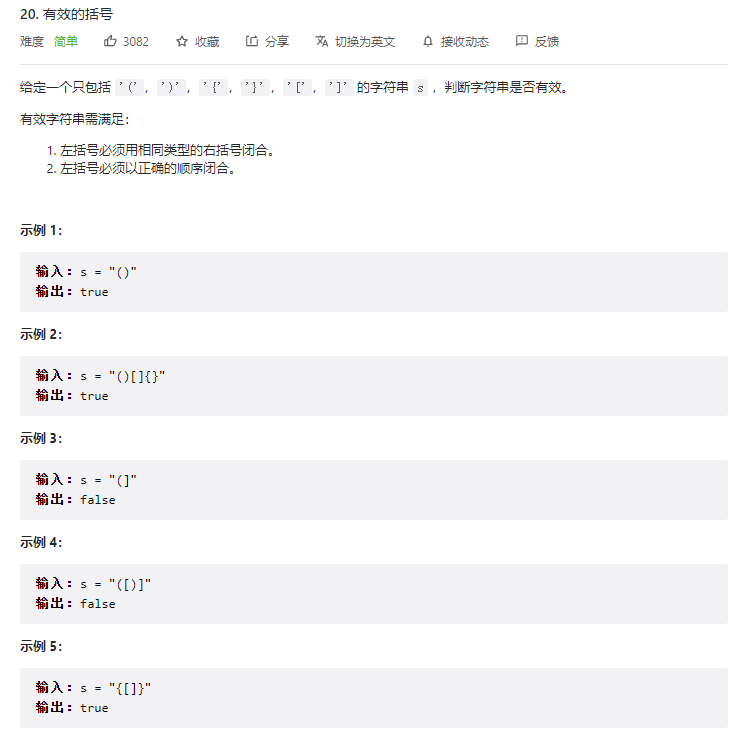 20. 有效的括号
难度 简单 3082 收藏 分享 切换为英文 接收动态 反馈
给定一个只包括 '('，')'，'{'，'}'，'['，']' 的字符串 s ，判断字符串是否有效。
有效字符串需满足：
1. 左括号必须用相同类型的右括号闭合。
2. 左括号必须以正确的顺序闭合。
示例 1：
输入：s = "()"
输出：true
示例 2：
输入：s = "()[]{}"
输出：true
示例 3：
输入：s = "(]"
输出：false
示例 4：
输入：s = "([)]"
输出：false
示例 5：
输入：s = "{[]}"
输出：true